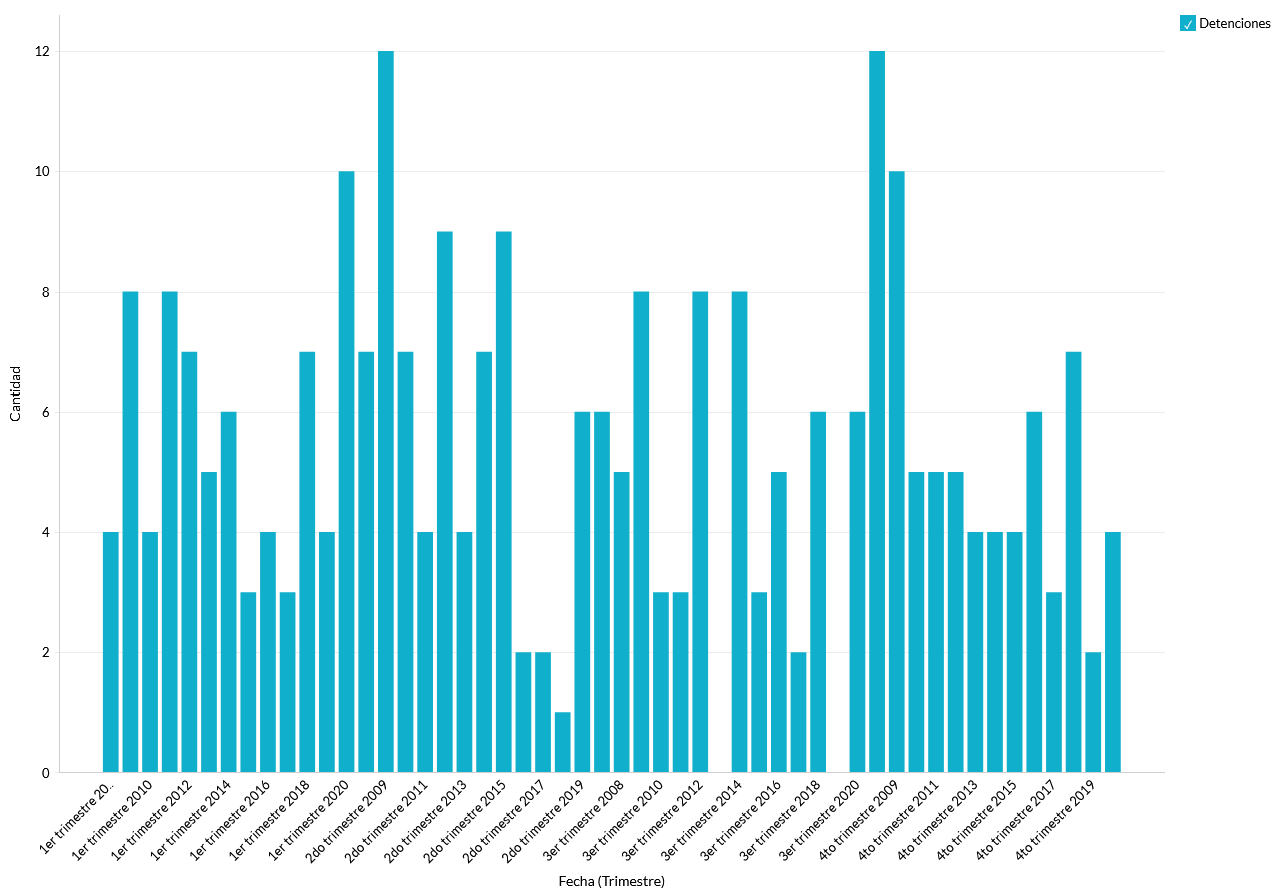 Detenciones
12
10
8
6
4
2
0
Cantidad
1er trimestre 20..
1er trimestre 2010
1er trimestre 2012
1er trimestre 2014
1er trimestre 2016
1er trimestre 2018
1er trimestre 2020
2do trimestre 2009
2do trimestre 2011
2do trimestre 2013
2do trimestre 2015
2do trimestre 2017
2do trimestre 2019
3er trimestre 2008
3er trimestre 2010
3er trimestre 2012
3er trimestre 2014
3er trimestre 2016
3er trimestre 2018
3er trimestre 2020
4to trimestre 2009
4to trimestre 2011
4to trimestre 2013
4to trimestre 2015
4to trimestre 2017
4to trimestre 2019
Fecha (Trimestre)